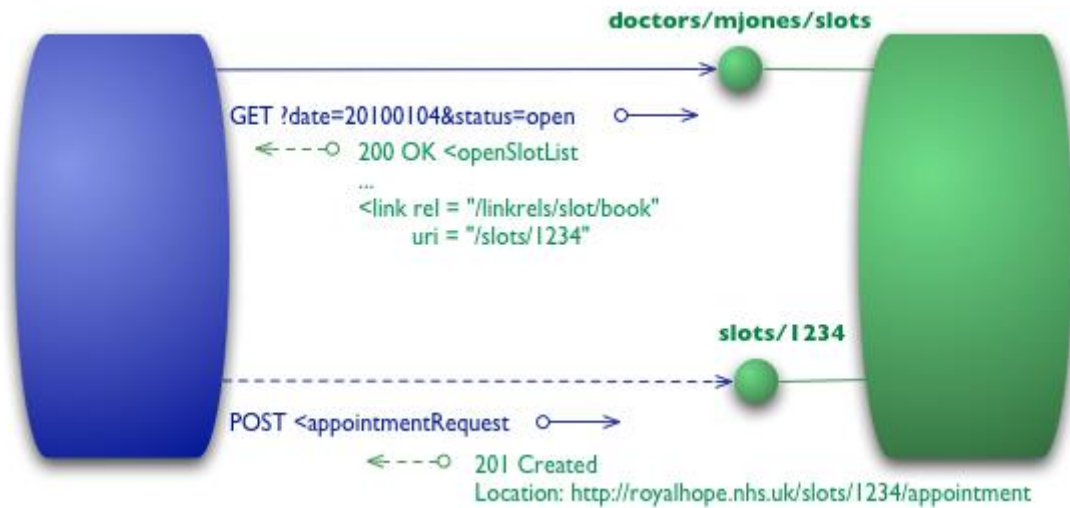 doctors/mjones/slots
GET ?date=20100104&status=open
200 OK <openSlotList
...
<link rel = "/linkrels/slot/book"
uri = "/slots/1234"
slots/1234
POST <appointmentRequest
201 Created
Location: http://royalhope.nhs.uk/slots/1234/appointment